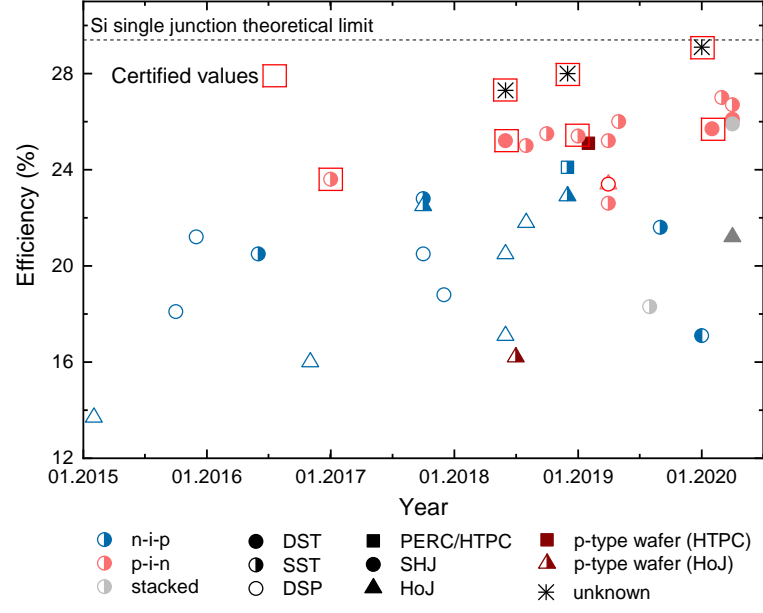 Si single junction theoretical limit
Certified values
28
24
20
16
12
Efficiency (%)
01.2015 01.2016 01.2017 01.2018 01.2019 01.2020
Year
n-i-p DST PERC/HTPC p-type wafer (HTPC)
p-i-n SST SHJ p-type wafer (HoJ)
stacked DSP HoJ unknown